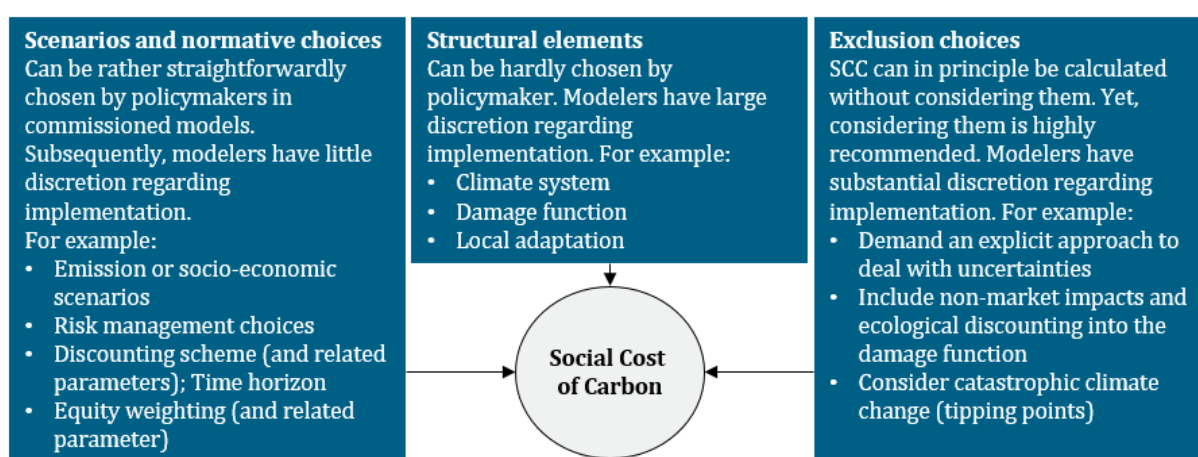 Scenarios and normative choices
Can be rather straightforwardly
chosen by policymakers in
commissioned models.
Subsequently, modelers have little
discretion regarding
implementation.
For example:
• Emission or socio-economic
scenarios
• Risk management choices
• Discounting scheme (and related
parameters); Time horizon
• Equity weighting (and related
parameter)
Structural elements
Can be hardly chosen by
policymaker. Modelers have large
discretion regarding
implementation. For example:
• Climate system
• Damage function
• Local adaptation
Exclusion choices
SCC can in principle be calculated
without considering them. Yet,
considering them is highly
recommended. Modelers have
substantial discretion regarding
implementation. For example:
• Demand an explicit approach to
deal with uncertainties
• Include non-market impacts and
ecological discounting into the
damage function
• Consider catastrophic climate
change (tipping points)
Social Cost
of Carbon